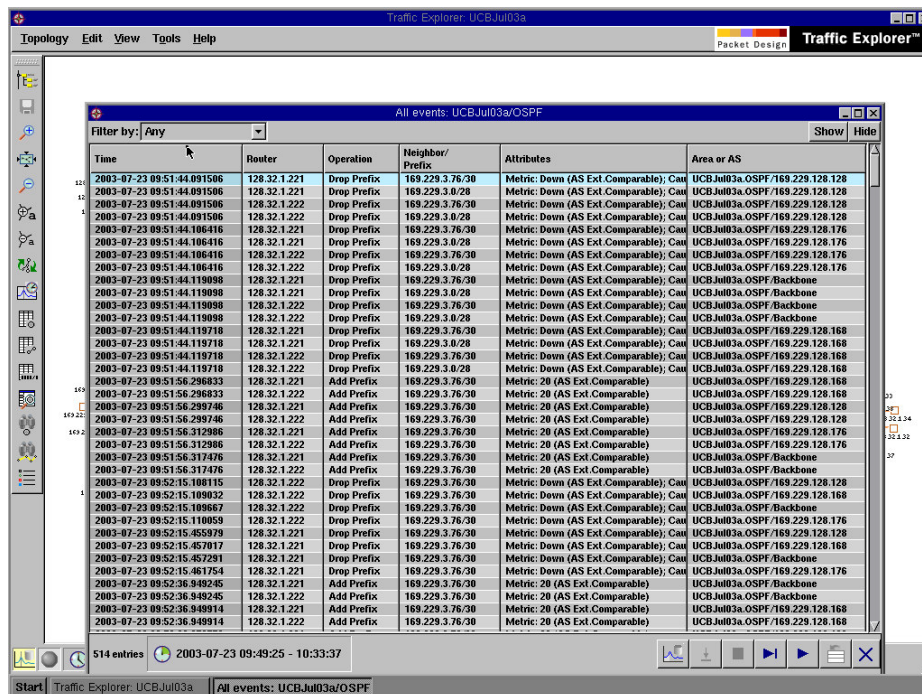 Traffic Explorer: UCBJul03a
Topology Edit View Tools Help
Packet Design Traffic Explorer™
All events: UCBJul03a/OSPF
Filter by: Any Show Hide
Time Router Operation Neighbor/ Prefix Attributes Area or AS
2003-07-23 09:51:44.091506 128.32.1.221 Drop Prefix 169.229.3.76/30 Metric: Down (AS Ext.Comparable); Cau UCBJul03a.OSPF/169.229.128.128
2003-07-23 09:51:44.091506 128.32.1.221 Drop Prefix 169.229.3.0/28 Metric: Down (AS Ext.Comparable); Cau UCBJul03a.OSPF/169.229.128.128
2003-07-23 09:51:44.091506 128.32.1.222 Drop Prefix 169.229.3.76/30 Metric: Down (AS Ext.Comparable); Cau UCBJul03a.OSPF/169.229.128.128
2003-07-23 09:51:44.091506 128.32.1.222 Drop Prefix 169.229.3.0/28 Metric: Down (AS Ext.Comparable); Cau UCBJul03a.OSPF/169.229.128.128
2003-07-23 09:51:44.106416 128.32.1.221 Drop Prefix 169.229.3.76/30 Metric: Down (AS Ext.Comparable); Cau UCBJul03a.OSPF/169.229.128.176
2003-07-23 09:51:44.106416 128.32.1.221 Drop Prefix 169.229.3.0/28 Metric: Down (AS Ext.Comparable); Cau UCBJul03a.OSPF/169.229.128.176
2003-07-23 09:51:44.106416 128.32.1.222 Drop Prefix 169.229.3.76/30 Metric: Down (AS Ext.Comparable); Cau UCBJul03a.OSPF/169.229.128.176
2003-07-23 09:51:44.106416 128.32.1.222 Drop Prefix 169.229.3.0/28 Metric: Down (AS Ext.Comparable); Cau UCBJul03a.OSPF/169.229.128.176
2003-07-23 09:51:44.119098 128.32.1.221 Drop Prefix 169.229.3.76/30 Metric: Down (AS Ext.Comparable); Cau UCBJul03a.OSPF/Backbone
2003-07-23 09:51:44.119098 128.32.1.221 Drop Prefix 169.229.3.0/28 Metric: Down (AS Ext.Comparable); Cau UCBJul03a.OSPF/Backbone
2003-07-23 09:51:44.119098 128.32.1.222 Drop Prefix 169.229.3.76/30 Metric: Down (AS Ext.Comparable); Cau UCBJul03a.OSPF/Backbone
2003-07-23 09:51:44.119098 128.32.1.222 Drop Prefix 169.229.3.0/28 Metric: Down (AS Ext.Comparable); Cau UCBJul03a.OSPF/Backbone
2003-07-23 09:51:44.119718 128.32.1.221 Drop Prefix 169.229.3.76/30 Metric: Down (AS Ext.Comparable); Cau UCBJul03a.OSPF/169.229.128.168
2003-07-23 09:51:44.119718 128.32.1.221 Drop Prefix 169.229.3.0/28 Metric: Down (AS Ext.Comparable); Cau UCBJul03a.OSPF/169.229.128.168
2003-07-23 09:51:44.119718 128.32.1.222 Drop Prefix 169.229.3.76/30 Metric: Down (AS Ext.Comparable); Cau UCBJul03a.OSPF/169.229.128.168
2003-07-23 09:51:44.119718 128.32.1.222 Drop Prefix 169.229.3.0/28 Metric: Down (AS Ext.Comparable); Cau UCBJul03a.OSPF/169.229.128.168
2003-07-23 09:51:56.296833 128.32.1.221 Add Prefix 169.229.3.76/30 Metric: 20 (AS Ext.Comparable) UCBJul03a.OSPF/169.229.128.168
2003-07-23 09:51:56.296833 128.32.1.222 Add Prefix 169.229.3.76/30 Metric: 20 (AS Ext.Comparable) UCBJul03a.OSPF/169.229.128.168
2003-07-23 09:51:56.299746 128.32.1.221 Add Prefix 169.229.3.76/30 Metric: 20 (AS Ext.Comparable) UCBJul03a.OSPF/169.229.128.128
2003-07-23 09:51:56.299746 128.32.1.222 Add Prefix 169.229.3.76/30 Metric: 20 (AS Ext.Comparable) UCBJul03a.OSPF/169.229.128.128
2003-07-23 09:51:56.312986 128.32.1.221 Add Prefix 169.229.3.76/30 Metric: 20 (AS Ext.Comparable) UCBJul03a.OSPF/169.229.128.176
2003-07-23 09:51:56.312986 128.32.1.222 Add Prefix 169.229.3.76/30 Metric: 20 (AS Ext.Comparable) UCBJul03a.OSPF/169.229.128.176
2003-07-23 09:51:56.317476 128.32.1.221 Add Prefix 169.229.3.76/30 Metric: 20 (AS Ext.Comparable) UCBJul03a.OSPF/Backbone
2003-07-23 09:51:56.317476 128.32.1.222 Add Prefix 169.229.3.76/30 Metric: 20 (AS Ext.Comparable) UCBJul03a.OSPF/Backbone
2003-07-23 09:52:15.108115 128.32.1.222 Drop Prefix 169.229.3.76/30 Metric: Down (AS Ext.Comparable); Cau UCBJul03a.OSPF/169.229.128.128
2003-07-23 09:52:15.109032 128.32.1.222 Drop Prefix 169.229.3.76/30 Metric: Down (AS Ext.Comparable); Cau UCBJul03a.OSPF/169.229.128.168
2003-07-23 09:52:15.109667 128.32.1.222 Drop Prefix 169.229.3.76/30 Metric: Down (AS Ext.Comparable); Cau UCBJul03a.OSPF/Backbone
2003-07-23 09:52:15.110059 128.32.1.222 Drop Prefix 169.229.3.76/30 Metric: Down (AS Ext.Comparable); Cau UCBJul03a.OSPF/169.229.128.176
2003-07-23 09:52:15.455979 128.32.1.221 Drop Prefix 169.229.3.76/30 Metric: Down (AS Ext.Comparable); Cau UCBJul03a.OSPF/169.229.128.128
2003-07-23 09:52:15.457017 128.32.1.221 Drop Prefix 169.229.3.76/30 Metric: Down (AS Ext.Comparable); Cau UCBJul03a.OSPF/169.229.128.168
2003-07-23 09:52:15.457291 128.32.1.221 Drop Prefix 169.229.3.76/30 Metric: Down (AS Ext.Comparable); Cau UCBJul03a.OSPF/Backbone
2003-07-23 09:52:15.461754 128.32.1.221 Drop Prefix 169.229.3.76/30 Metric: Down (AS Ext.Comparable); Cau UCBJul03a.OSPF/169.229.128.176
2003-07-23 09:52:36.949245 128.32.1.221 Add Prefix 169.229.3.76/30 Metric: 20 (AS Ext.Comparable) UCBJul03a.OSPF/Backbone
2003-07-23 09:52:36.949245 128.32.1.222 Add Prefix 169.229.3.76/30 Metric: 20 (AS Ext.Comparable) UCBJul03a.OSPF/Backbone
2003-07-23 09:52:36.949914 128.32.1.221 Add Prefix 169.229.3.76/30 Metric: 20 (AS Ext.Comparable) UCBJul03a.OSPF/169.229.128.168
2003-07-23 09:52:36.949914 128.32.1.222 Add Prefix 169.229.3.76/30 Metric: 20 (AS Ext.Comparable) UCBJul03a.OSPF/169.229.128.168
514 entries 2003-07-23 09:49:25 - 10:33:37
Start Traffic Explorer: UCBJul03a All events: UCBJul03a/OSPF